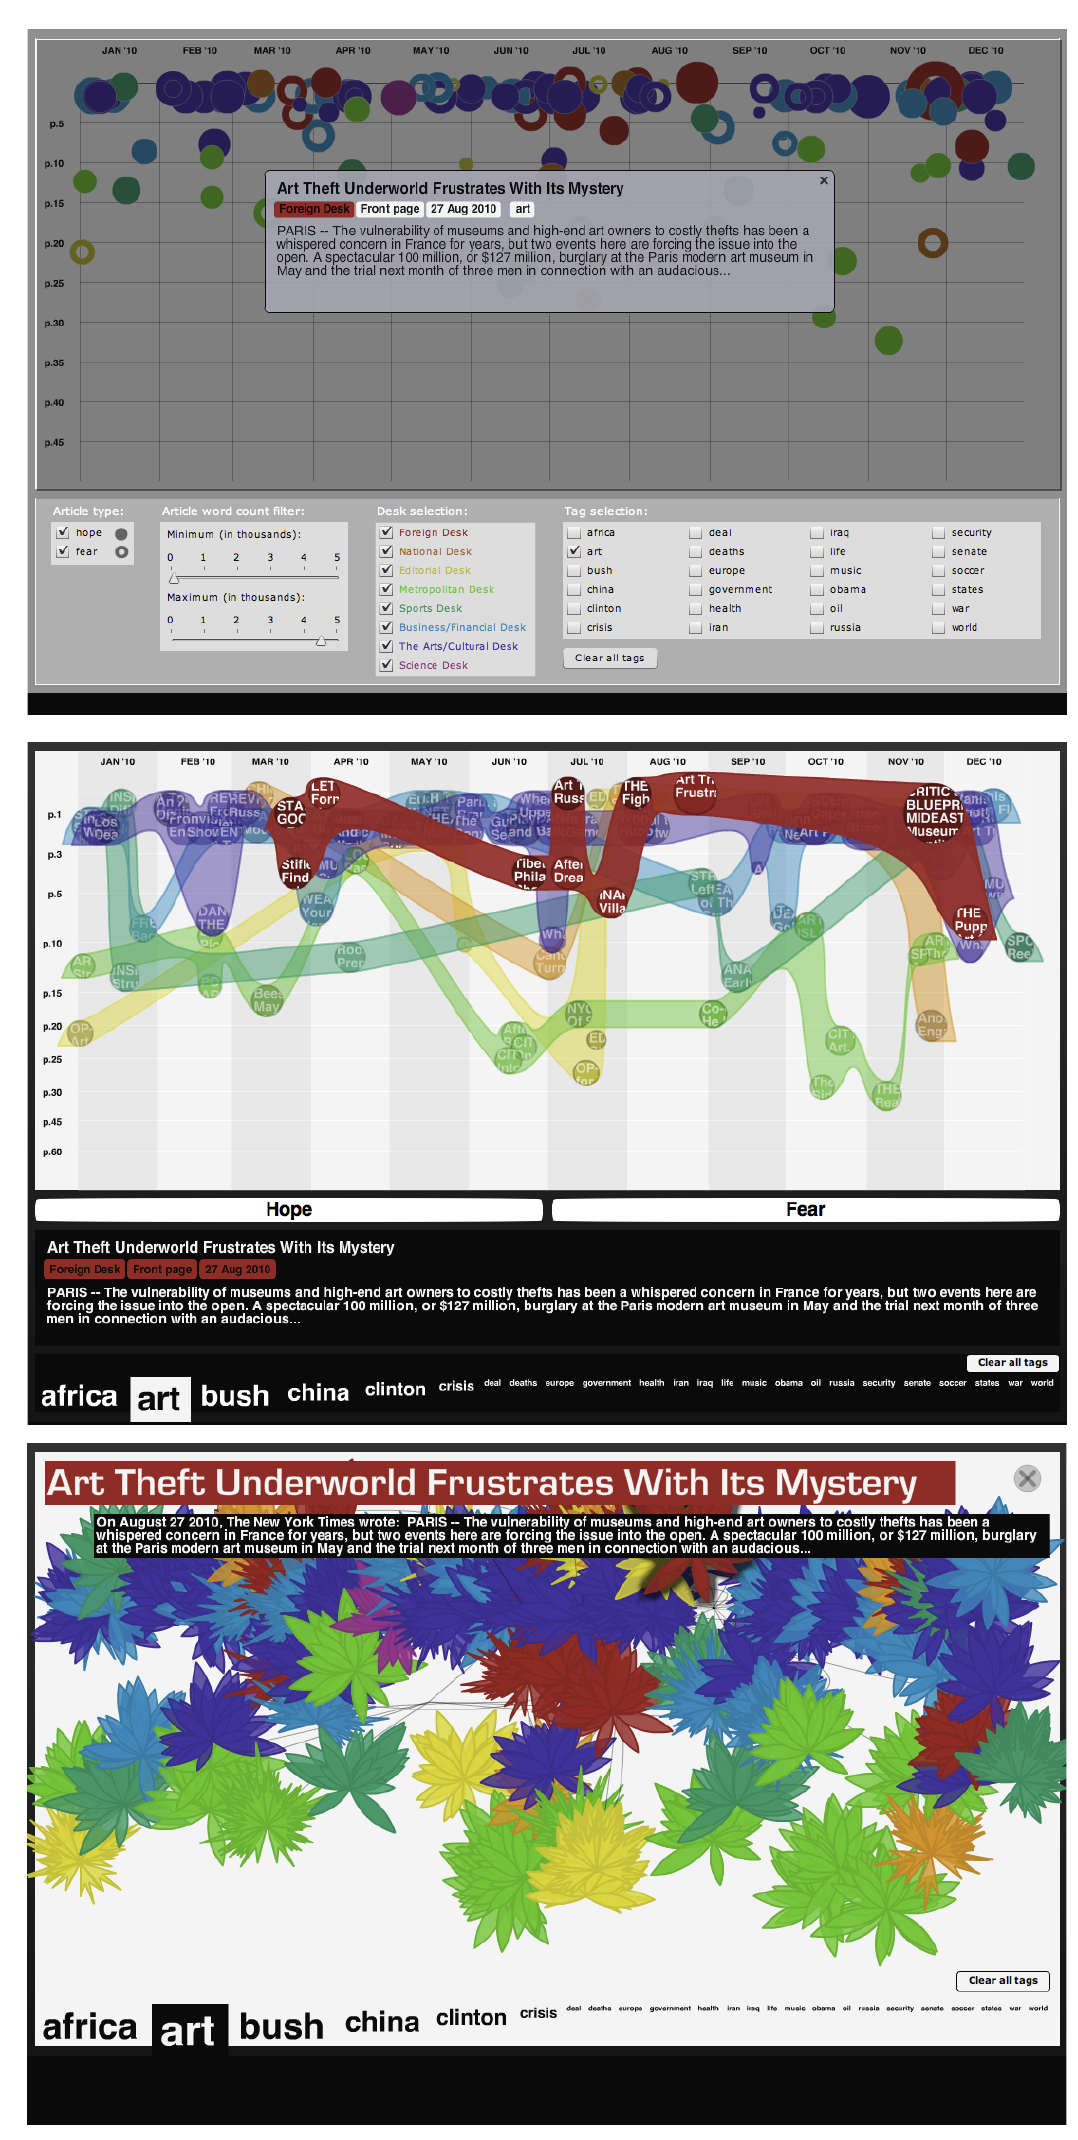 JAN '10 FEB '10 MAR '10 APR '10 MAY '10 JUN '10 JUL '10 AUG '10 SEP '10 OCT '10 NOV '10 DEC '10
p.5
p.10
p.15
p.20
p.25
p.30
p.35
p.40
p.45
x
Art Theft Underworld Frustrates With Its Mystery
Foreign Desk Front page 27 Aug 2010 art
PARIS -- The vulnerability of museums and high-end art owners to costly thefts has been a
whispered concern in France for years, but two events here are forcing the issue into the
open. A spectacular 100 million, or $127 million, burglary at the Paris modern art museum in
May and the trial next month of three men in connection with an audacious...
Article type:
hope
fear
Article word count filter:
Minimum (in thousands):
0 1 2 3 4 5
Maximum (in thousands):
0 1 2 3 4 5
Desk selection:
Foreign Desk
National Desk
Editorial Desk
Metropolitan Desk
Sports Desk
Business/Financial Desk
The Arts/Cultural Desk
Science Desk
Tag selection:
africa deal iraq security
art deaths life senate
bush europe music soccer
china government obama states
clinton health oil war
crisis iran russia world
Clear all tags
JAN '10 FEB '10 MAR '10 APR '10 MAY '10 JUN '10 JUL '10 AUG '10 SEP '10 OCT '10 NOV '10 DEC '10
p.1
p.3
p.5
p.10
p.15
p.20
p.25
p.30
p.45
p.60
Hope Fear
Art Theft Underworld Frustrates With Its Mystery
Foreign Desk Front page 27 Aug 2010
PARIS -- The vulnerability of museums and high-end art owners to costly thefts has been a whispered concern in France for years, but two events here are
forcing the issue into the open. A spectacular 100 million, or $127 million, burglary at the Paris modern art museum in May and the trial next month of three
men in connection with an audacious...
Clear all tags
africa art bush china clinton crisis deal deaths europe government health iran iraq life music obama oil russia security senate soccer states war world
Art Theft Underworld Frustrates With Its Mystery
On August 27 2010, The New York Times wrote: PARIS -- The vulnerability of museums and high-end art owners to costly thefts has been a
whispered concern in France for years, but two events here are forcing the issue into the open. A spectacular 100 million, or $127 million, burglary
at the Paris modern art museum in May and the trial next month of three men in connection with an audacious...
Clear all tags
africa art bush china clinton crisis deal deaths europe government health iran iraq life music obama oil russia security senate soccer states war world